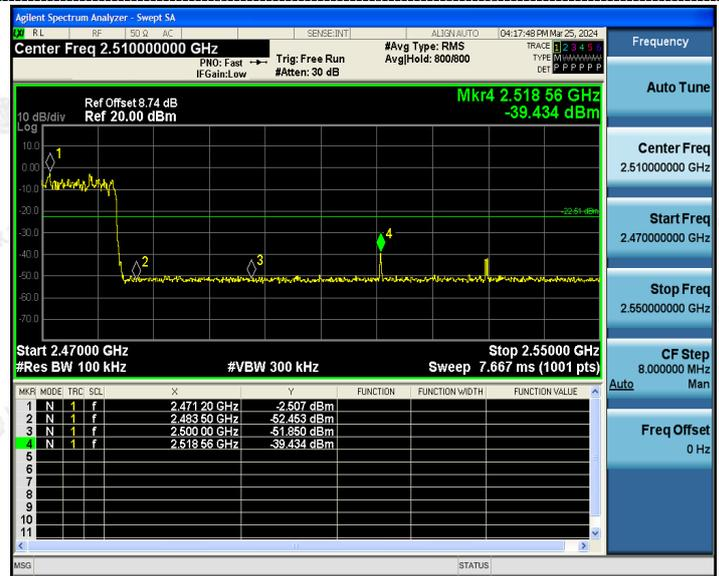 Agilent Spectrum Analyzer - Swept SA
RL RF 50 Ω AC SENSE:INT ALIGN AUTO 04:17:48 PM Mar 25, 2024
Center Freq 2.510000000 GHz
PNO: Fast
IFGain:Low
Trig: Free Run
#Atten: 30 dB
#Avg Type: RMS
Avg|Hold: 800/800
TRACE 1 2 3 4 5 6
TYPE M
DET P P P P P P
Mkr4 2.518 56 GHz
-39.434 dBm
Ref Offset 8.74 dB
10 dB/div Ref 20.00 dBm
Log
10.0
0.00
-10.0
-20.0
-30.0
-40.0
-50.0
-60.0
-70.0
1
2
3
4
-22.51 dBm
Start 2.47000 GHz Stop 2.55000 GHz
#Res BW 100 kHz #VBW 300 kHz Sweep 7.667 ms (1001 pts)
MKR MODE TRC SCL X Y FUNCTION FUNCTION WIDTH FUNCTION VALUE
1 N 1 f 2.471 20 GHz -2.507 dBm
2 N 1 f 2.483 50 GHz -52.453 dBm
3 N 1 f 2.500 00 GHz -51.850 dBm
4 N 1 f 2.518 56 GHz -39.434 dBm
5
6
7
8
9
10
11
MSG STATUS
Frequency
Auto Tune
Center Freq
2.510000000 GHz
Start Freq
2.470000000 GHz
Stop Freq
2.550000000 GHz
CF Step
8.000000 MHz
Auto Man
Freq Offset
0 Hz